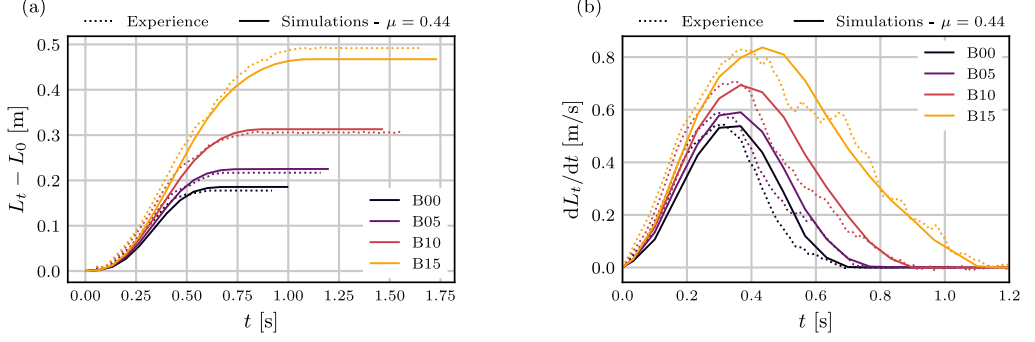 (a)
Experience
Simulations - μ = 0.44
0.5
0.4
0.3
0.2
0.1
0.0
L_t − L_0 [m]
0.00 0.25 0.50 0.75 1.00 1.25 1.50 1.75
t [s]
B00
B05
B10
B15
(b)
Experience
Simulations - μ = 0.44
0.8
0.6
0.4
0.2
0.0
dL_t/dt [m/s]
0.0 0.2 0.4 0.6 0.8 1.0 1.2
t [s]
B00
B05
B10
B15